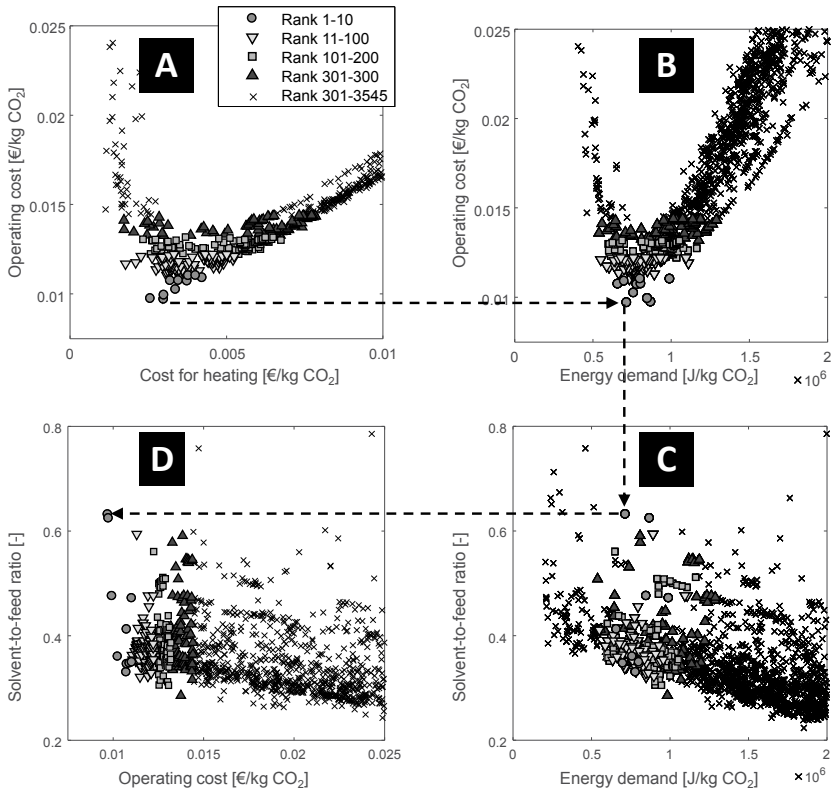 0.025
0.02
0.015
0.01
Operating cost [€/kg CO2]
A
Rank 1-10
Rank 11-100
Rank 101-200
Rank 301-300
Rank 301-3545
0
0.005
0.01
Cost for heating [€/kg CO2]
0.025
0.02
0.015
0.01
Operating cost [€/kg CO2]
B
0
0.5
1
1.5
2
Energy demand [J/kg CO2]
×10^6
0.8
0.6
0.4
0.2
Solvent-to-feed ratio [-]
D
0.01
0.015
0.02
0.025
Operating cost [€/kg CO2]
0.8
0.6
0.4
0.2
Solvent-to-feed ratio [-]
C
0
0.5
1
1.5
2
Energy demand [J/kg CO2]
×10^6